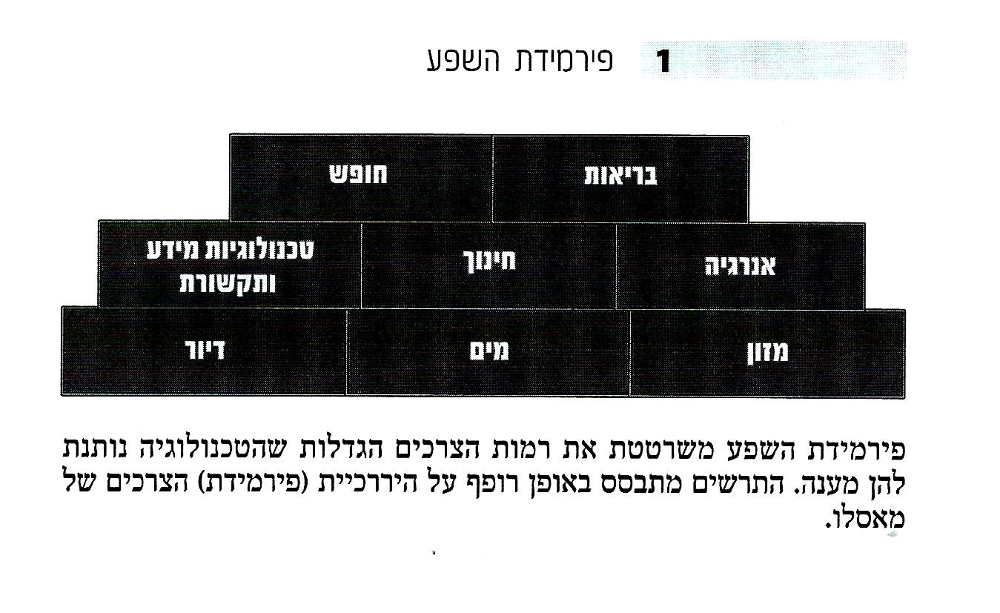 1 פירמידת השפע
בריאות חופש
אנרגיה חינוך טכנולוגיות מידע
ותקשורת
מזון מים דיור
פירמידת השפע משרטטת את רמות הצרכים הגדלות שהטכנולוגיה נותנת
להן מענה. התרשים מתבסס באופן רופף על היררכיית (פירמידת) הצרכים של
מאסלו.